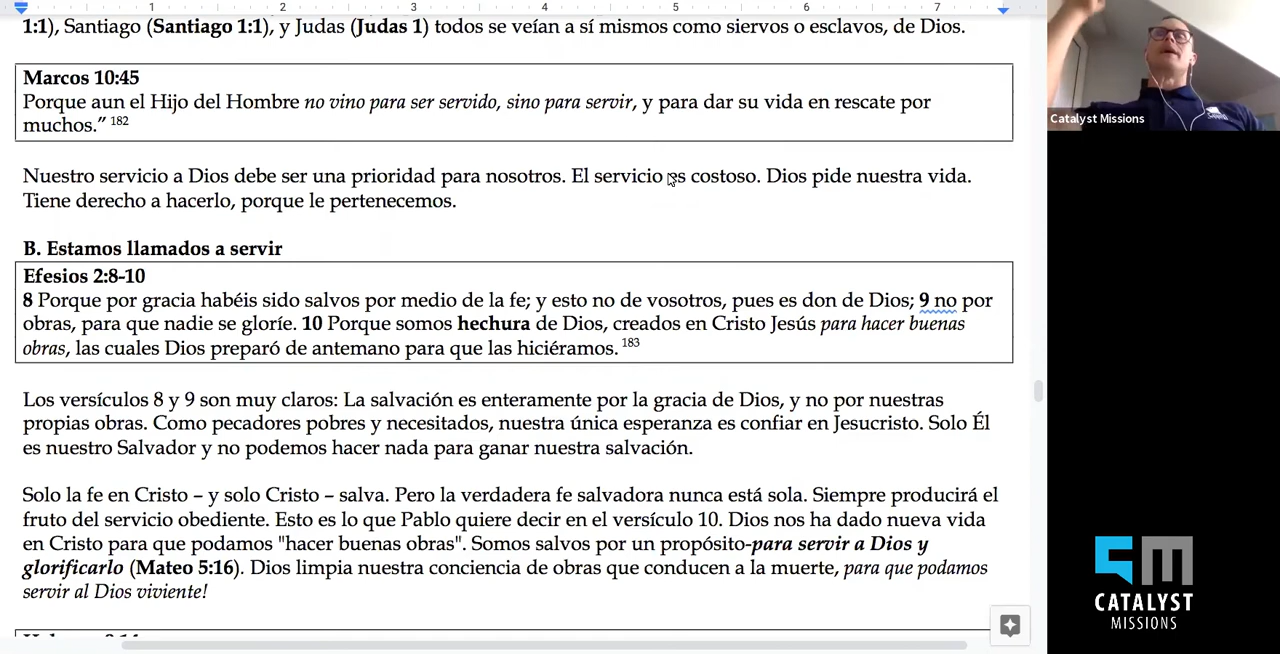 1 2 3 4 5 6 7
1:1), Santiago (Santiago 1:1), y Judas (Judas 1) todos se veían a sí mismos como siervos o esclavos, de Dios.
Marcos 10:45
Porque aun el Hijo del Hombre no vino para ser servido, sino para servir, y para dar su vida en rescate por
muchos.” 182
Nuestro servicio a Dios debe ser una prioridad para nosotros. El servicio es costoso. Dios pide nuestra vida.
Tiene derecho a hacerlo, porque le pertenecemos.
B. Estamos llamados a servir
Efesios 2:8-10
8 Porque por gracia habéis sido salvos por medio de la fe; y esto no de vosotros, pues es don de Dios; 9 no por
obras, para que nadie se gloríe. 10 Porque somos hechura de Dios, creados en Cristo Jesús para hacer buenas
obras, las cuales Dios preparó de antemano para que las hiciéramos. 183
Los versículos 8 y 9 son muy claros: La salvación es enteramente por la gracia de Dios, y no por nuestras
propias obras. Como pecadores pobres y necesitados, nuestra única esperanza es confiar en Jesucristo. Solo Él
es nuestro Salvador y no podemos hacer nada para ganar nuestra salvación.
Solo la fe en Cristo – y solo Cristo – salva. Pero la verdadera fe salvadora nunca está sola. Siempre producirá el
fruto del servicio obediente. Esto es lo que Pablo quiere decir en el versículo 10. Dios nos ha dado nueva vida
en Cristo para que podamos "hacer buenas obras". Somos salvos por un propósito-para servir a Dios y
glorificarlo (Mateo 5:16). Dios limpia nuestra conciencia de obras que conducen a la muerte, para que podamos
servir al Dios viviente!
Catalyst Missions
CATALYST
MISSIONS